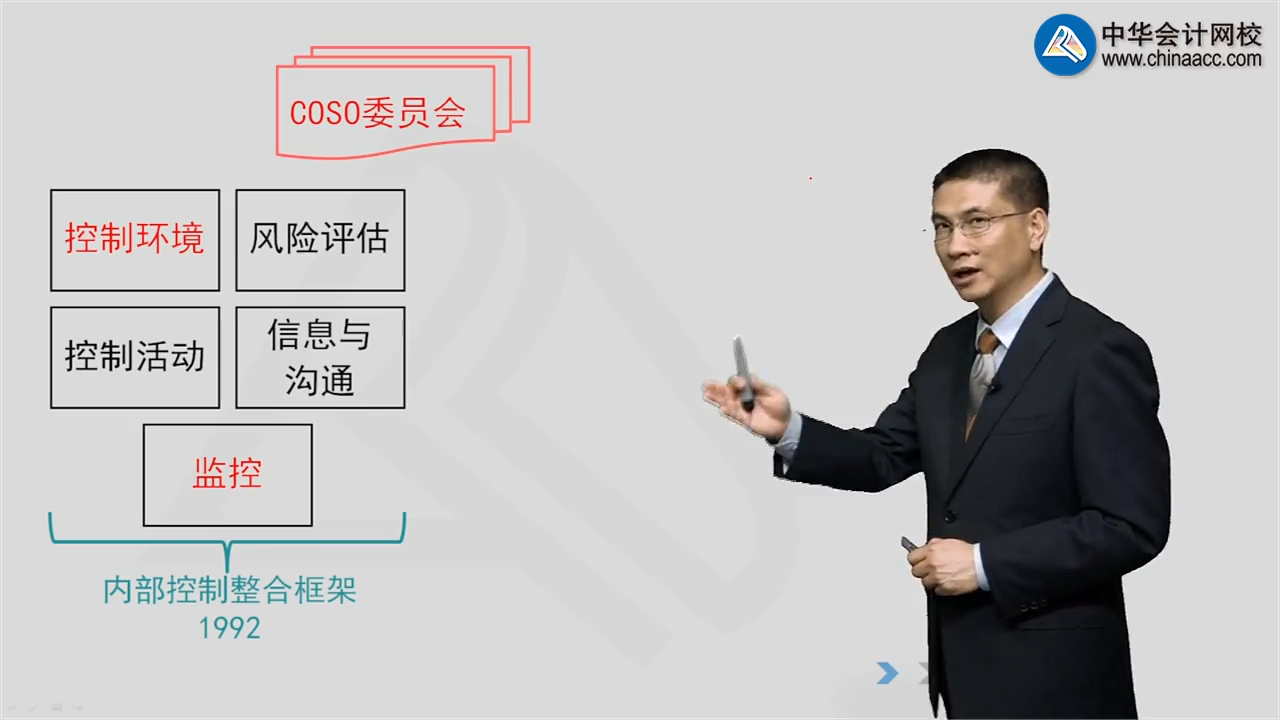 中华会计网校
www.chinaacc.com
COSO委员会
控制环境
风险评估
控制活动
信息与
沟通
监控
内部控制整合框架
1992